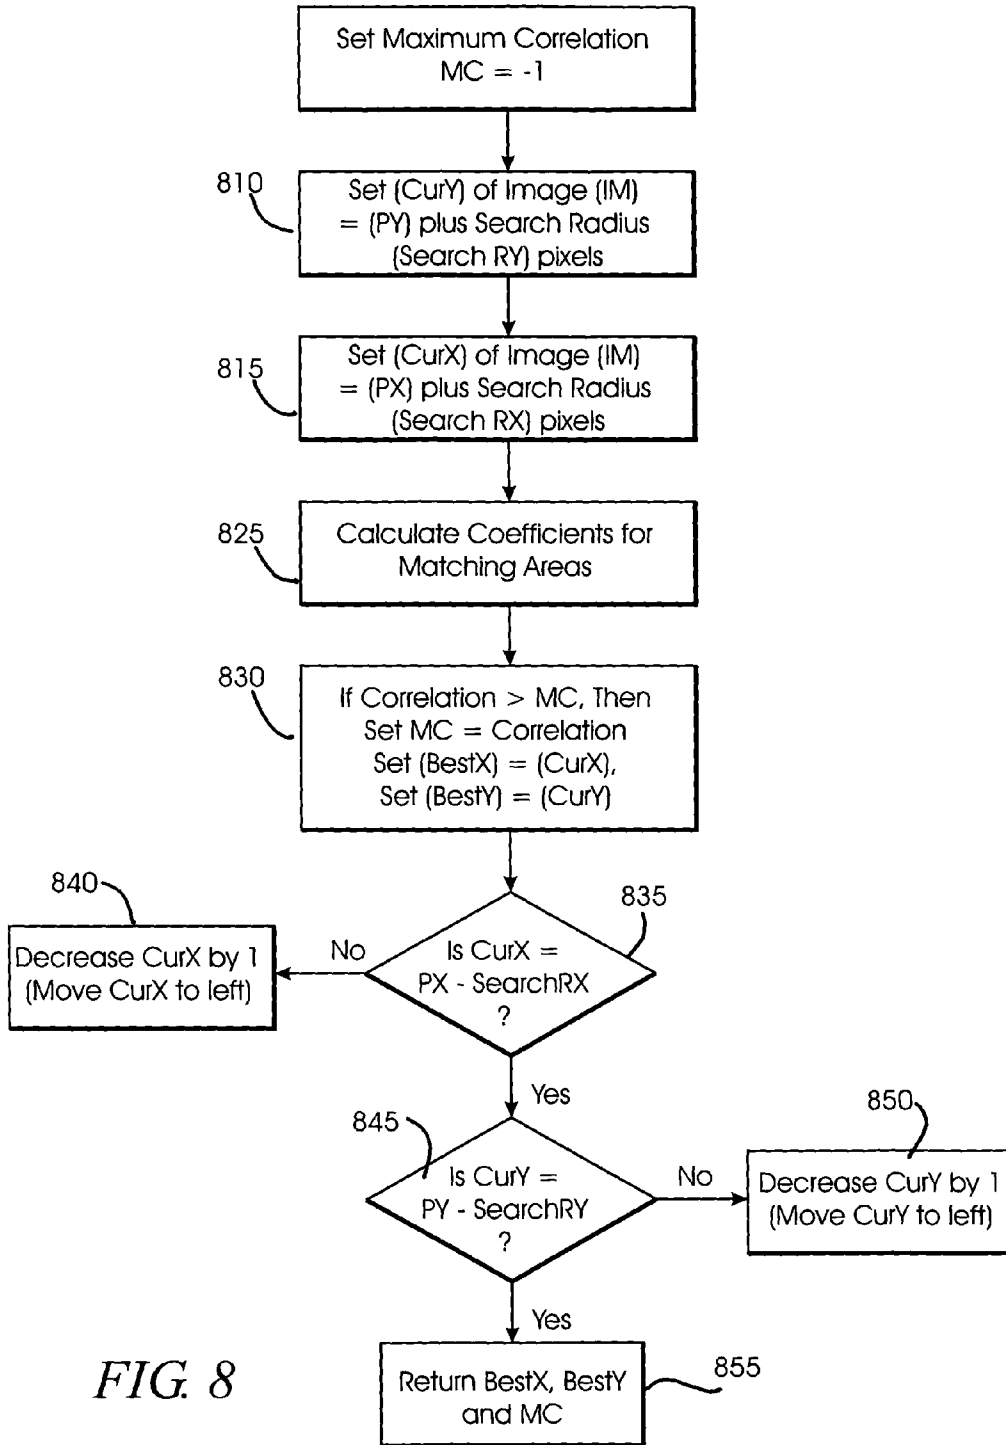 Set Maximum Correlation
MC = -1
810
Set (CurY) of Image (IM)
= (PY) plus Search Radius
(Search RY) pixels
815
Set (CurX) of Image (IM)
= (PX) plus Search Radius
(Search RX) pixels
825
Calculate Coefficients for
Matching Areas
830
If Correlation > MC, Then
Set MC = Correlation
Set (BestX) = (CurX),
Set (BestY) = (CurY)
840
Decrease CurX by 1
(Move CurX to left)
No
835
Is CurX =
PX - SearchRX
?
Yes
845
Is CurY =
PY - SearchRY
?
No
850
Decrease CurY by 1
(Move CurY to left)
Yes
855
Return BestX, BestY
and MC
FIG. 8